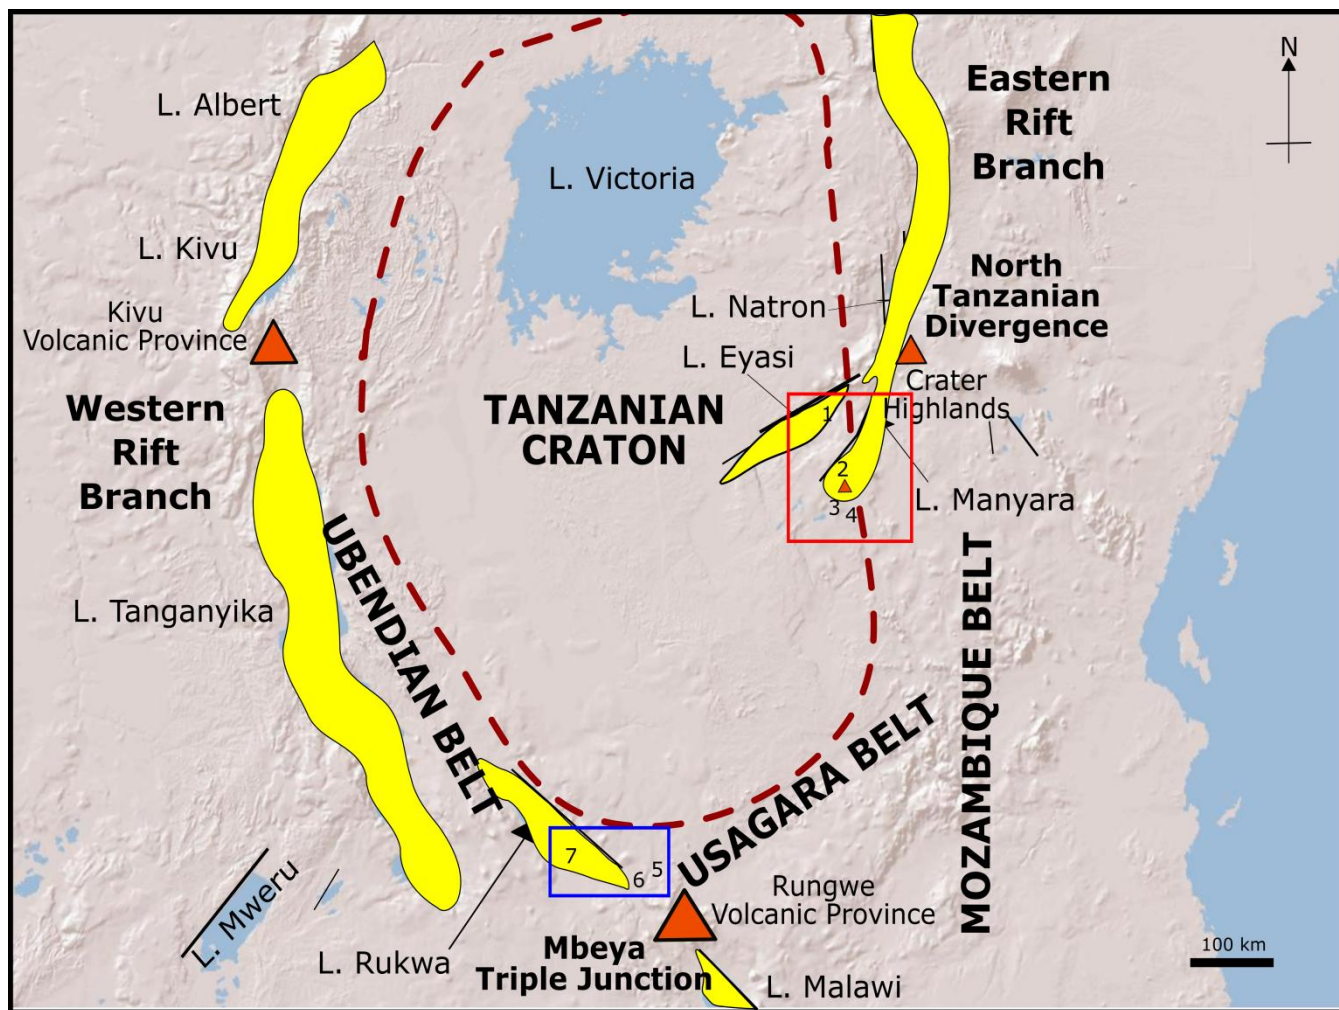 N
L. Albert
Eastern
Rift
Branch
L. Victoria
L. Kivu
North
Tanzanian
Divergence
Kivu
Volcanic Province
L. Natron
L. Eyasi
Crater
Highlands
Western
Rift
Branch
TANZANIAN
CRATON
1
2
3
4
L. Manyara
UBENDIAN BELT
L. Tanganyika
MOZAMBIQUE BELT
USAGARA BELT
7
6
5
Rungwe
Volcanic Province
L. Mweru
L. Rukwa
Mbeya
Triple Junction
L. Malawi
100 km